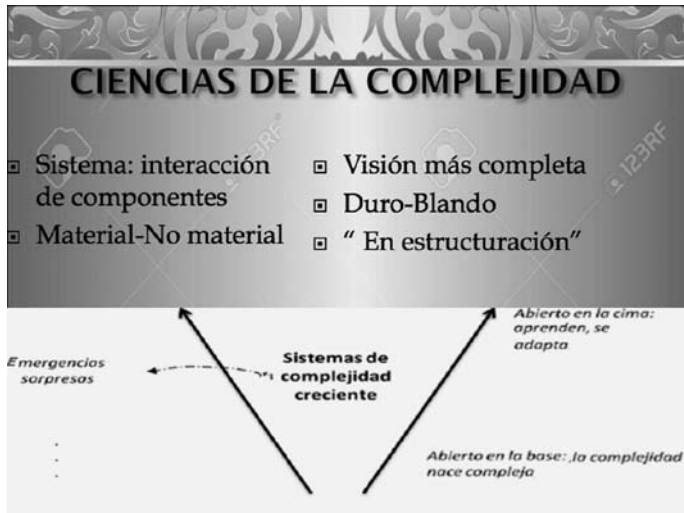 CIENCIAS DE LA COMPLEJIDAD
Sistema: interacción
de componentes
Material-No material
Visión más completa
Duro-Blando
“ En estructuración”
123RF
123RF
Abierto en la cima:
aprenden, se
adapta
Emergencias
sorpresas
Sistemas de
complejidad
creciente
Abierto en la base: ,la complejidad
nace compleja